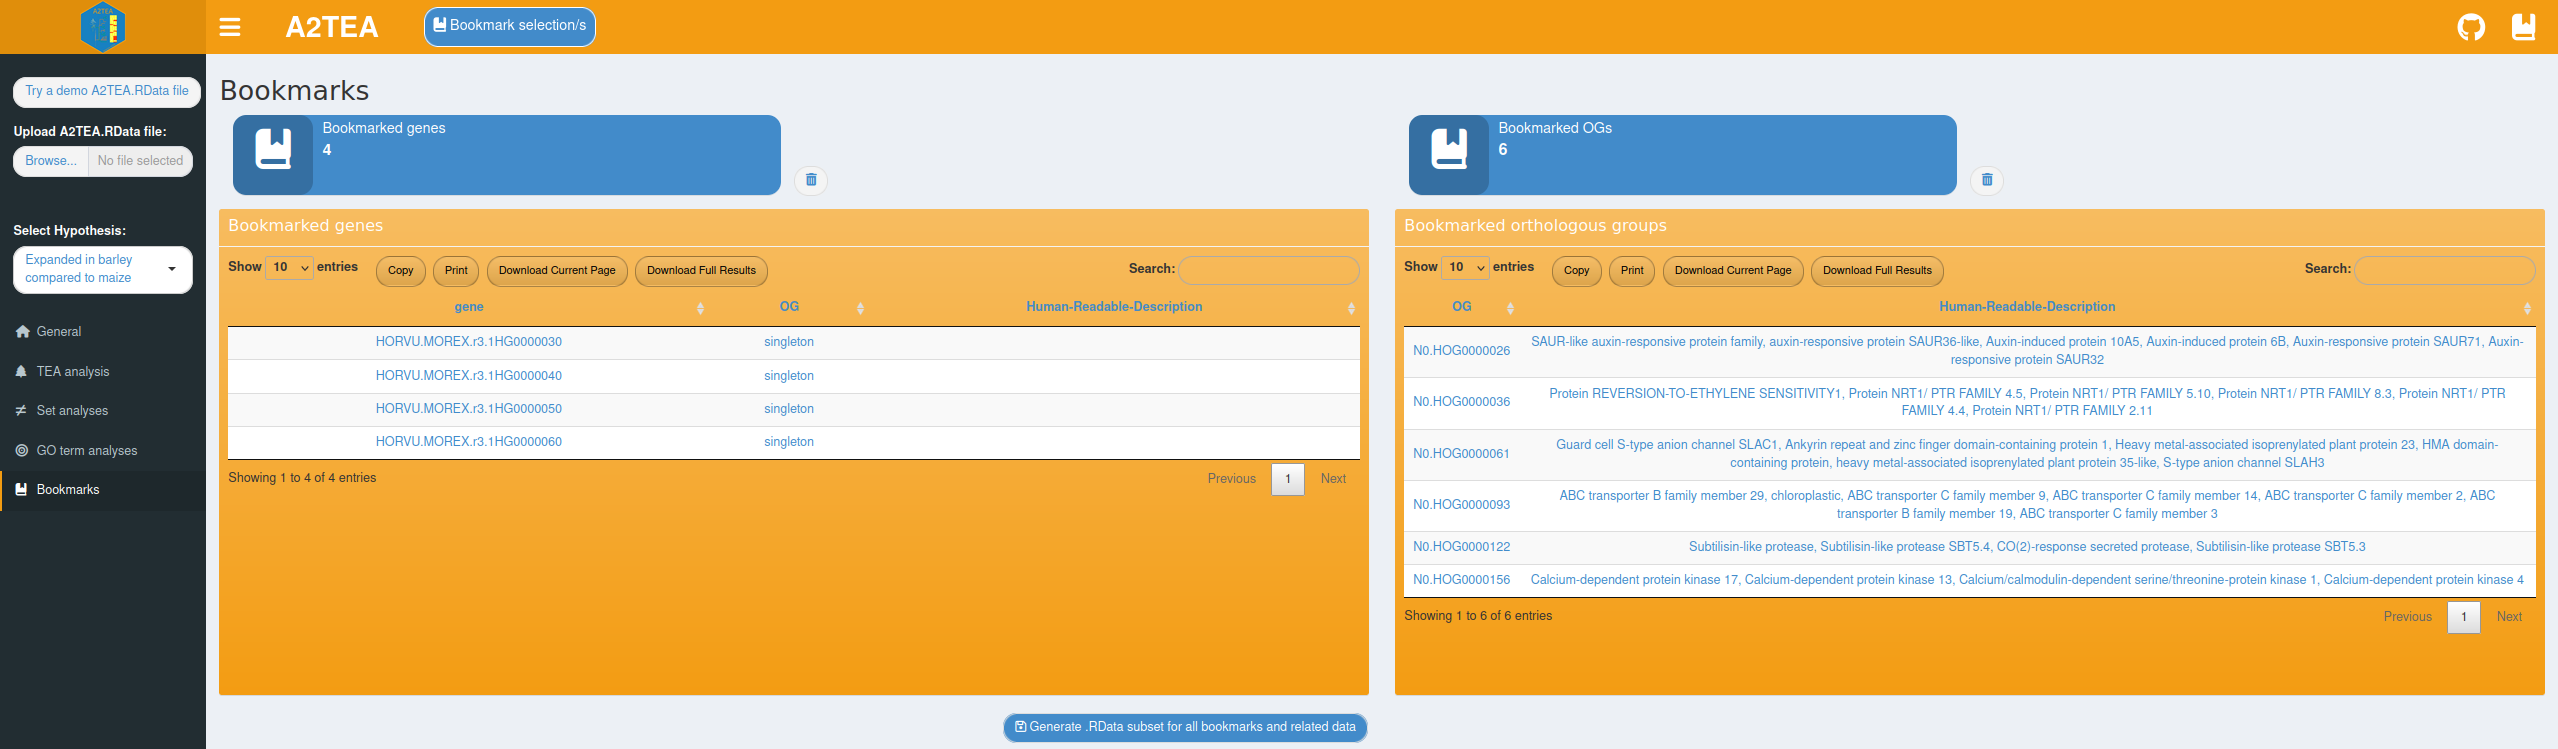 A2TEA
A2TEA
Bookmark selection/s
Try a demo A2TEA.RData file
Upload A2TEA.RData file:
Browse... No file selected
Select Hypothesis:
Expanded in barley
compared to maize
General
TEA analysis
Set analyses
GO term analyses
Bookmarks
Bookmarks
Bookmarked genes
4
Bookmarked OGs
6
Bookmarked genes
Show 10 entries Copy Print Download Current Page Download Full Results Search:
gene OG Human-Readable-Description
HORVU.MOREX.r3.1HG0000030 singleton
HORVU.MOREX.r3.1HG0000040 singleton
HORVU.MOREX.r3.1HG0000050 singleton
HORVU.MOREX.r3.1HG0000060 singleton
Showing 1 to 4 of 4 entries Previous 1 Next
Bookmarked orthologous groups
Show 10 entries Copy Print Download Current Page Download Full Results Search:
OG Human-Readable-Description
N0.HOG0000026 SAUR-like auxin-responsive protein family, auxin-responsive protein SAUR36-like, Auxin-induced protein 10A5, Auxin-induced protein 6B, Auxin-responsive protein SAUR71, Auxin-
responsive protein SAUR32
N0.HOG0000036 Protein REVERSION-TO-ETHYLENE SENSITIVITY1, Protein NRT1/ PTR FAMILY 4.5, Protein NRT1/ PTR FAMILY 5.10, Protein NRT1/ PTR FAMILY 8.3, Protein NRT1/ PTR
FAMILY 4.4, Protein NRT1/ PTR FAMILY 2.11
N0.HOG0000061 Guard cell S-type anion channel SLAC1, Ankyrin repeat and zinc finger domain-containing protein 1, Heavy metal-associated isoprenylated plant protein 23, HMA domain-
containing protein, heavy metal-associated isoprenylated plant protein 35-like, S-type anion channel SLAH3
N0.HOG0000093 ABC transporter B family member 29, chloroplastic, ABC transporter C family member 9, ABC transporter C family member 14, ABC transporter C family member 2, ABC
transporter B family member 19, ABC transporter C family member 3
N0.HOG0000122 Subtilisin-like protease, Subtilisin-like protease SBT5.4, CO(2)-response secreted protease, Subtilisin-like protease SBT5.3
N0.HOG0000156 Calcium-dependent protein kinase 17, Calcium-dependent protein kinase 13, Calcium/calmodulin-dependent serine/threonine-protein kinase 1, Calcium-dependent protein kinase 4
Showing 1 to 6 of 6 entries Previous 1 Next
Generate .RData subset for all bookmarks and related data